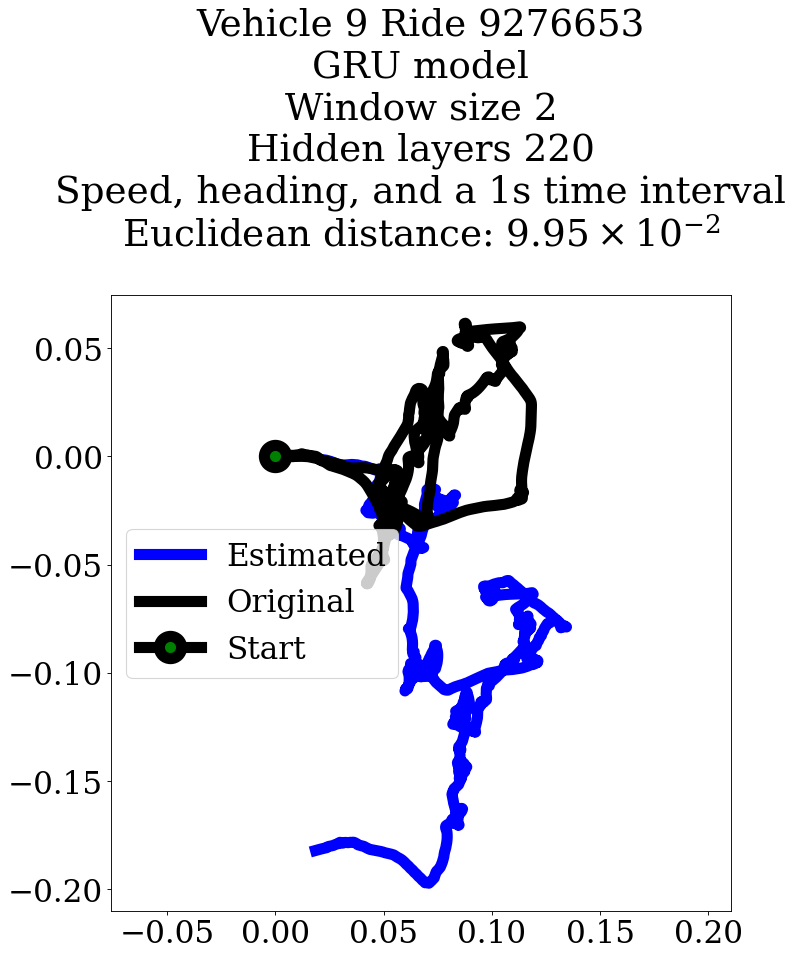 Vehicle 9 Ride 9276653
GRU model
Window size 2
Hidden layers 220
Speed, heading, and a 1s time interval
Euclidean distance: 9.95 × 10⁻²
0.05
0.00
−0.05
−0.10
−0.15
−0.20
Estimated
Original
Start
−0.05 0.00 0.05 0.10 0.15 0.20